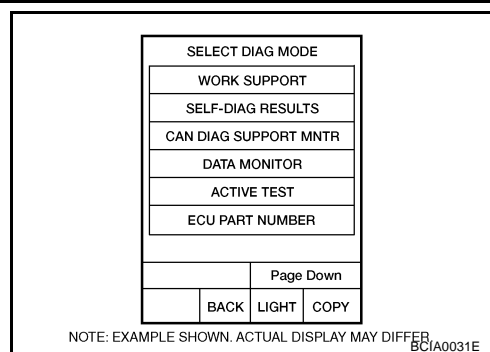 SELECT DIAG MODE
WORK SUPPORT
SELF-DIAG RESULTS
CAN DIAG SUPPORT MNTR
DATA MONITOR
ACTIVE TEST
ECU PART NUMBER
Page Down
BACK LIGHT COPY
NOTE: EXAMPLE SHOWN. ACTUAL DISPLAY MAY DIFFER.
BCIA0031E